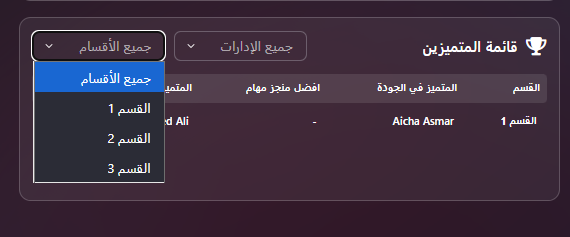 قائمة المتميزين
جميع الإدارات
جميع الأقسام
القسم المتميز في الجودة افضل منجز مهام
القسم 1 Aicha Asmar - Ali
جميع الأقسام
القسم 1
القسم 2
القسم 3